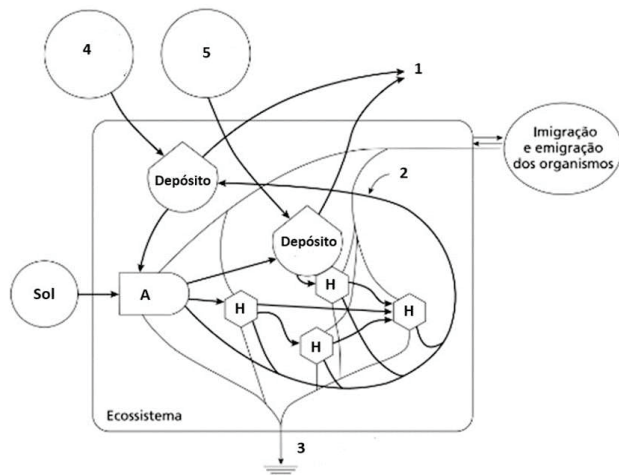 4
5
1
Imigração
e emigração
dos organismos
Depósito
2
Depósito
Sol
A
H
H
H
H
Ecossistema
3